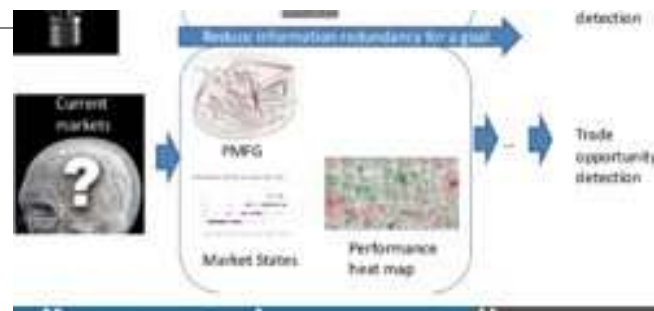 detection
Reduce information redundance for a goal
Current
markets
?
PMFG
...
Trade
opportunity
detection
Market States
Performance
heat map